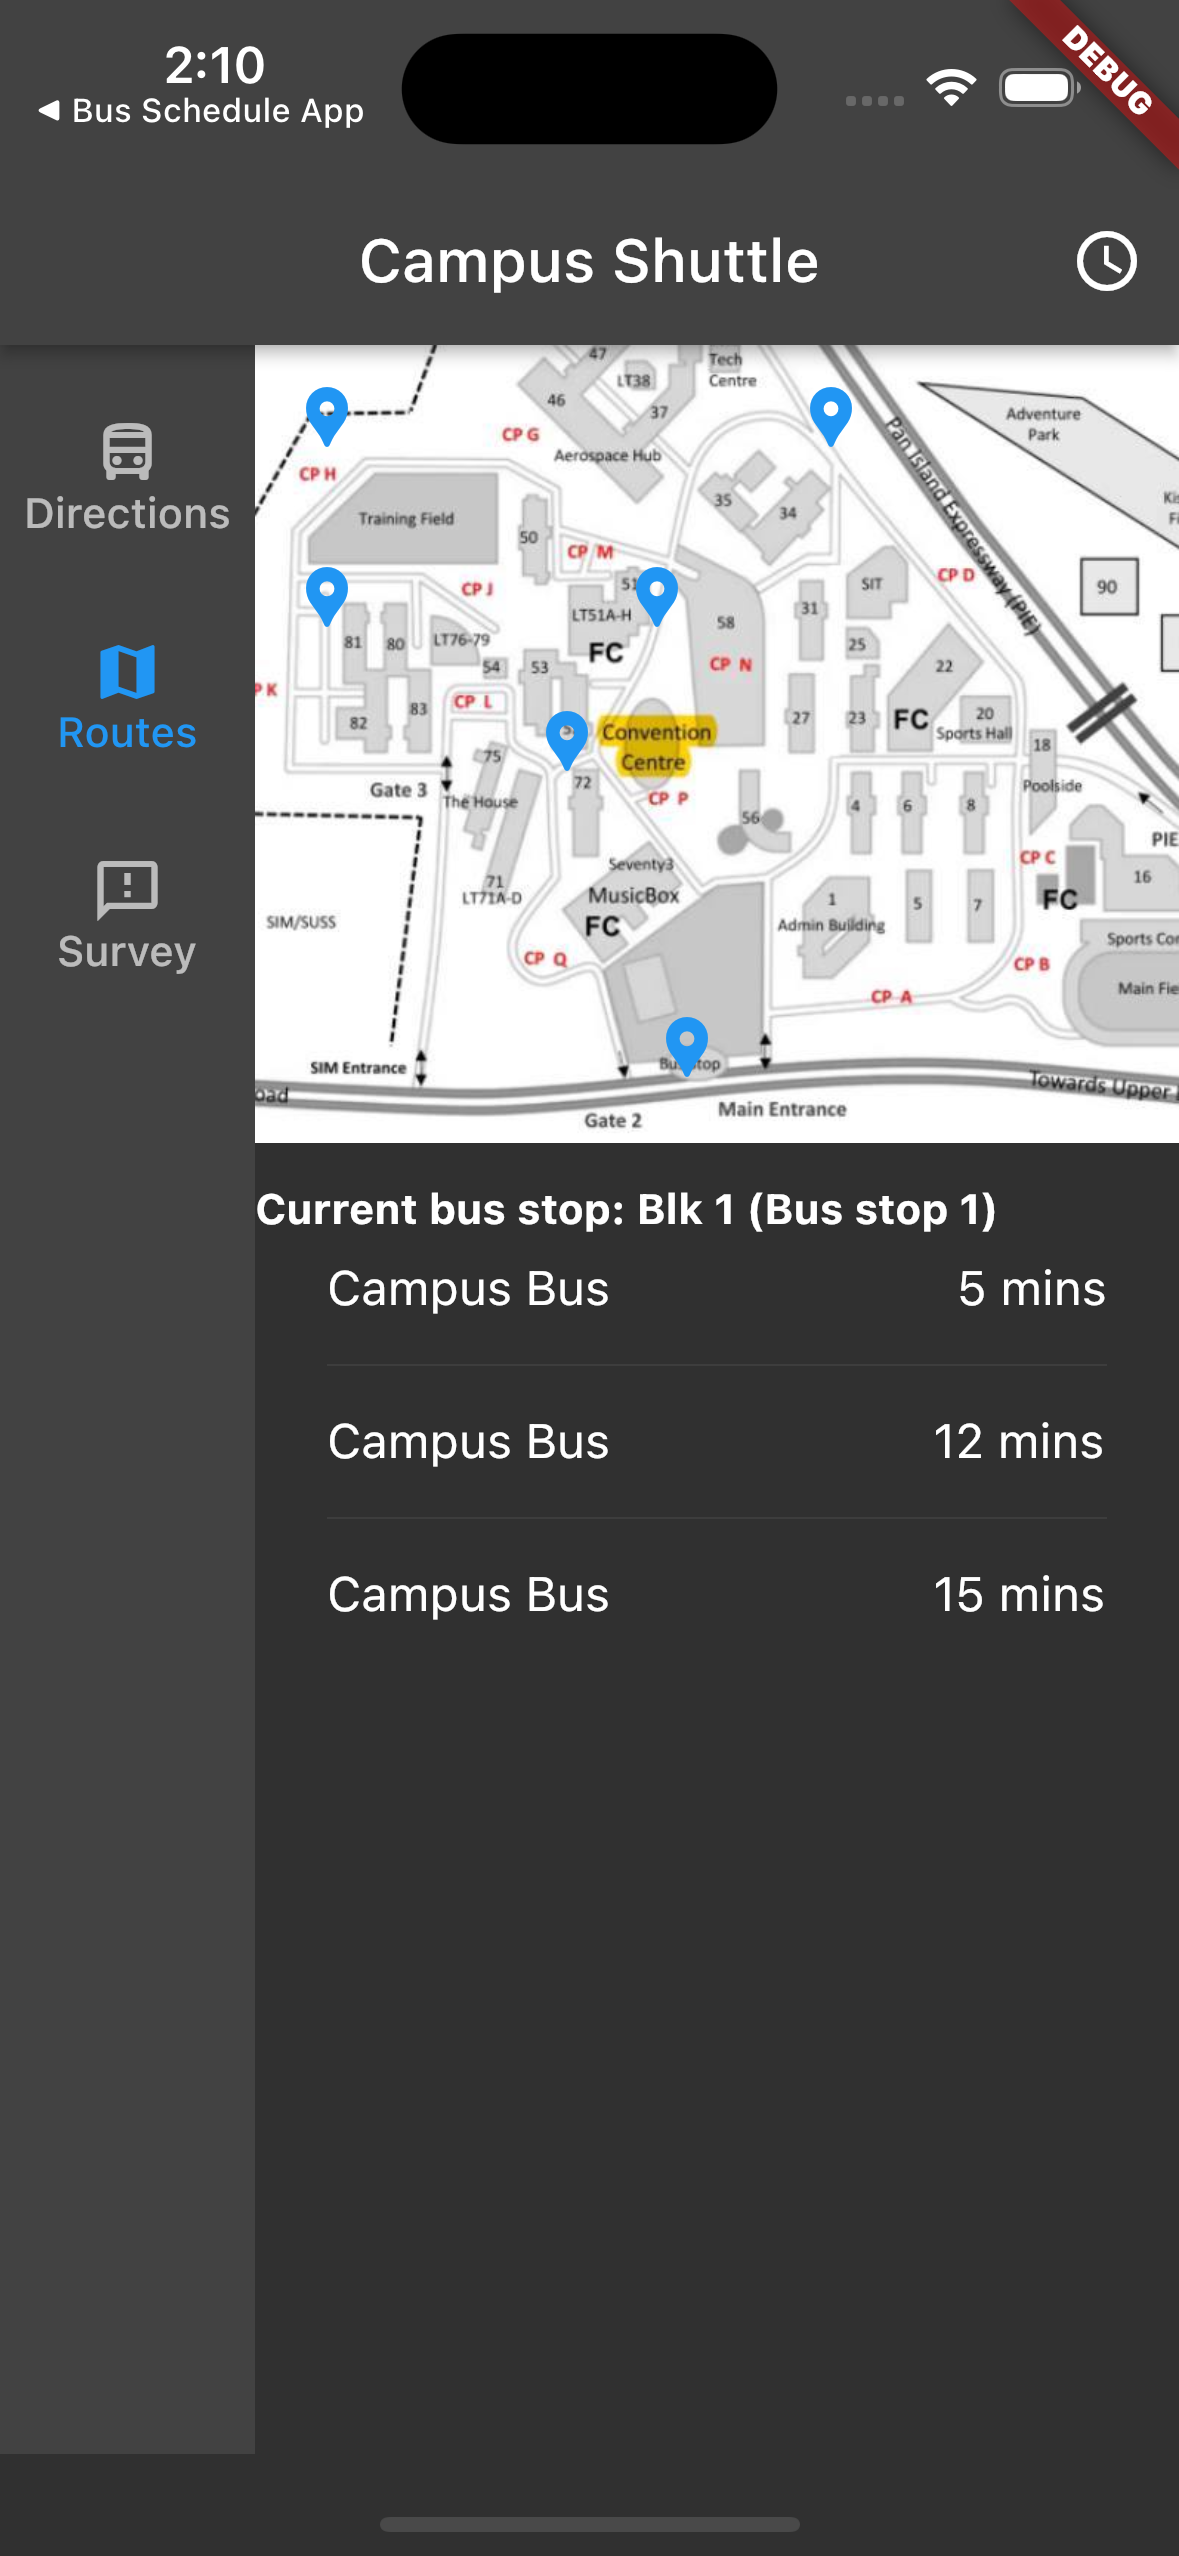 2:10
DEBUG
◀ Bus Schedule App
Campus Shuttle
Directions
Routes
Survey
47
Tech
Centre
LT38
46
37
CP G
Aerospace Hub
Adventure
Park
Pan Island Expressway (PIE)
CP H
Training Field
50
35
34
CP M
CP J
51
LT51A-H
FC
58
CP N
31
SIT
CP D
90
25
22
81
80
LT76-79
54
53
CP L
82
83
27
23
FC
20
Sports Hall
18
Convention
Centre
75
72
Gate 3
The House
CP P
56
4
6
8
Poolside
PIE
CP C
FC
16
Seventy3
MusicBox
FC
71
LT71A-D
1
Admin Building
5
7
SIM/SUSS
CP Q
CP A
CP B
Main Fie
SIM Entrance
Gate 2
Main Entrance
Towards Upper
Current bus stop: Blk 1 (Bus stop 1)
Campus Bus 5 mins
Campus Bus 12 mins
Campus Bus 15 mins